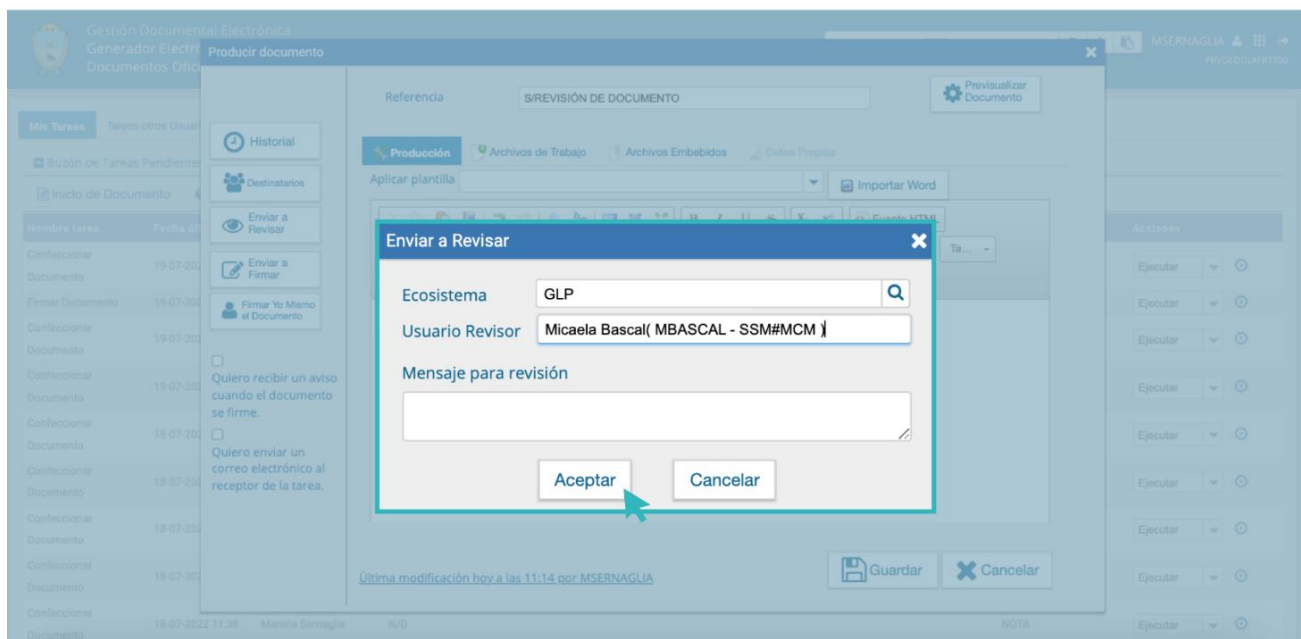 Gestión Documental Electrónica
Generador Electró
Documentos Ofici
MSERNAGLIA
Producir documento
Referencia
S/REVISIÓN DE DOCUMENTO
Previsualizar
Documento
Mis Tareas
Tareas otros Usuari
Historial
Producción
Archivos de Trabajo
Archivos Embebidos
Datos Propios
Buzón de Tareas Pendientes
Destinatarios
Aplicar plantilla
Importar Word
Inicio de Documento
Enviar a
Revisar
Fuente HTML
Nombre tarea
Acciones
Enviar a Revisar
Ta...
Confeccionar
Documento
19-07-202
Enviar a
Firmar
Ecosistema
GLP
Ejecutar
Firmar Documento
19-07-202
Firmar Yo Mismo
el Documento
Usuario Revisor
Micaela Bascal( MBASCAL - SSM#MCM )
Ejecutar
Confeccionar
Documento
19-07-202
Ejecutar
Mensaje para revisión
Confeccionar
Documento
19-07-202
Quiero recibir un aviso
cuando el documento
se firme.
Ejecutar
Confeccionar
Documento
18-07-202
Ejecutar
Quiero enviar un
correo electrónico al
receptor de la tarea.
Confeccionar
Documento
18-07-202
Aceptar
Cancelar
Ejecutar
Confeccionar
Documento
18-07-202
Ejecutar
Confeccionar
Documento
18-07-202
Última modificación hoy a las 11:14 por MSERNAGLIA
Guardar
Cancelar
Ejecutar
Confeccionar
Documento
18-07-2022 11:38
Mariela Sernaglia
N/D
NOTA
Ejecutar